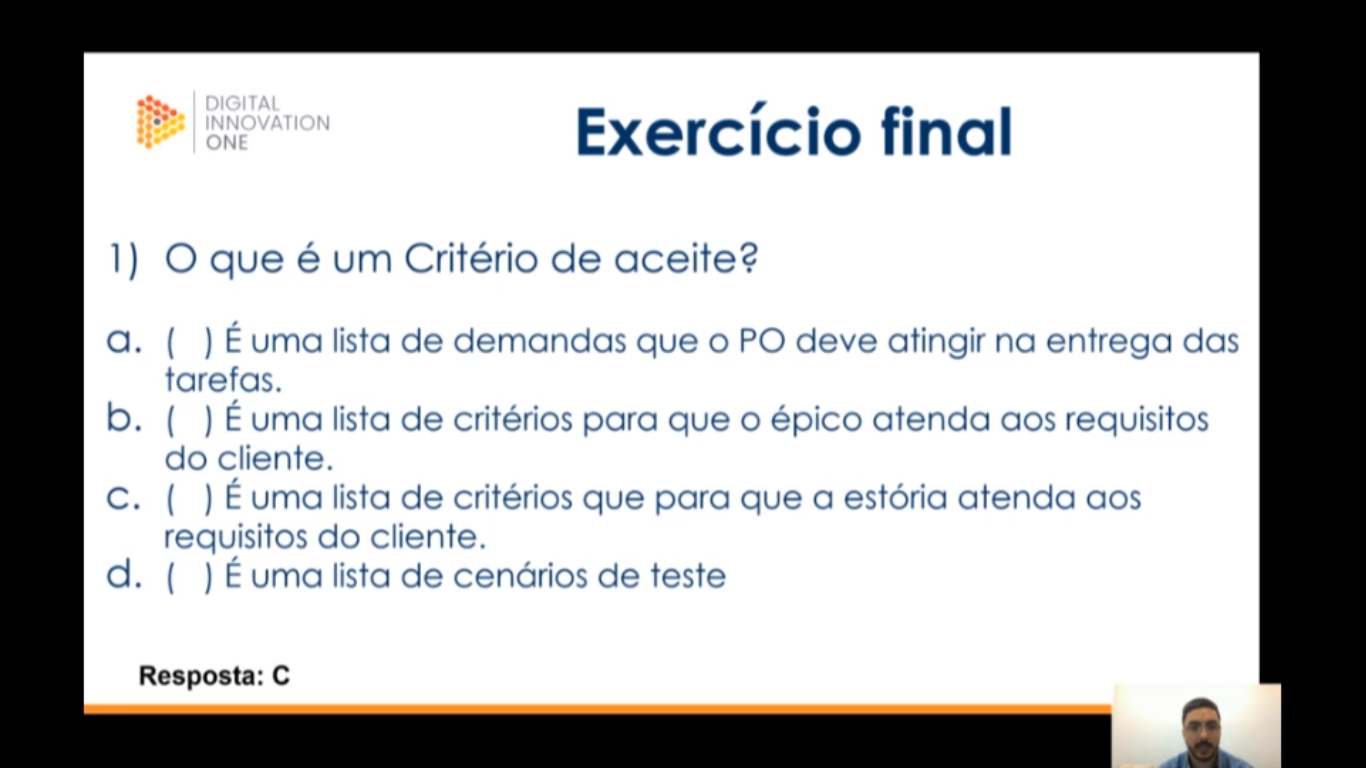 DIGITAL
INNOVATION
ONE
Exercício final
1) O que é um Critério de aceite?
a. ( ) É uma lista de demandas que o PO deve atingir na entrega das
tarefas.
b. ( ) É uma lista de critérios para que o épico atenda aos requisitos
do cliente.
c. ( ) É uma lista de critérios que para que a estória atenda aos
requisitos do cliente.
d. ( ) É uma lista de cenários de teste
Resposta: C